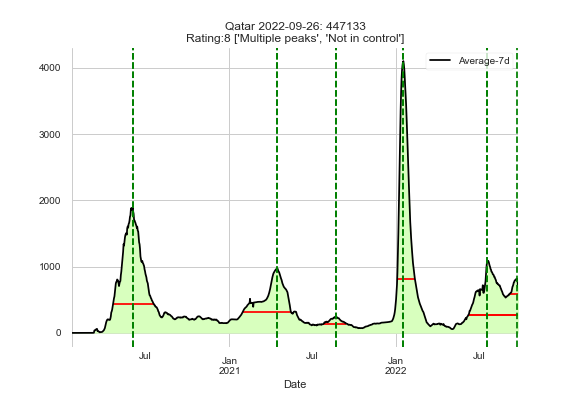 Qatar 2022-09-26: 447133
Rating:8 ['Multiple peaks', 'Not in control']
Average-7d
4000
3000
2000
1000
0
Jul
Jan
2021
Jul
Jan
2022
Jul
Date